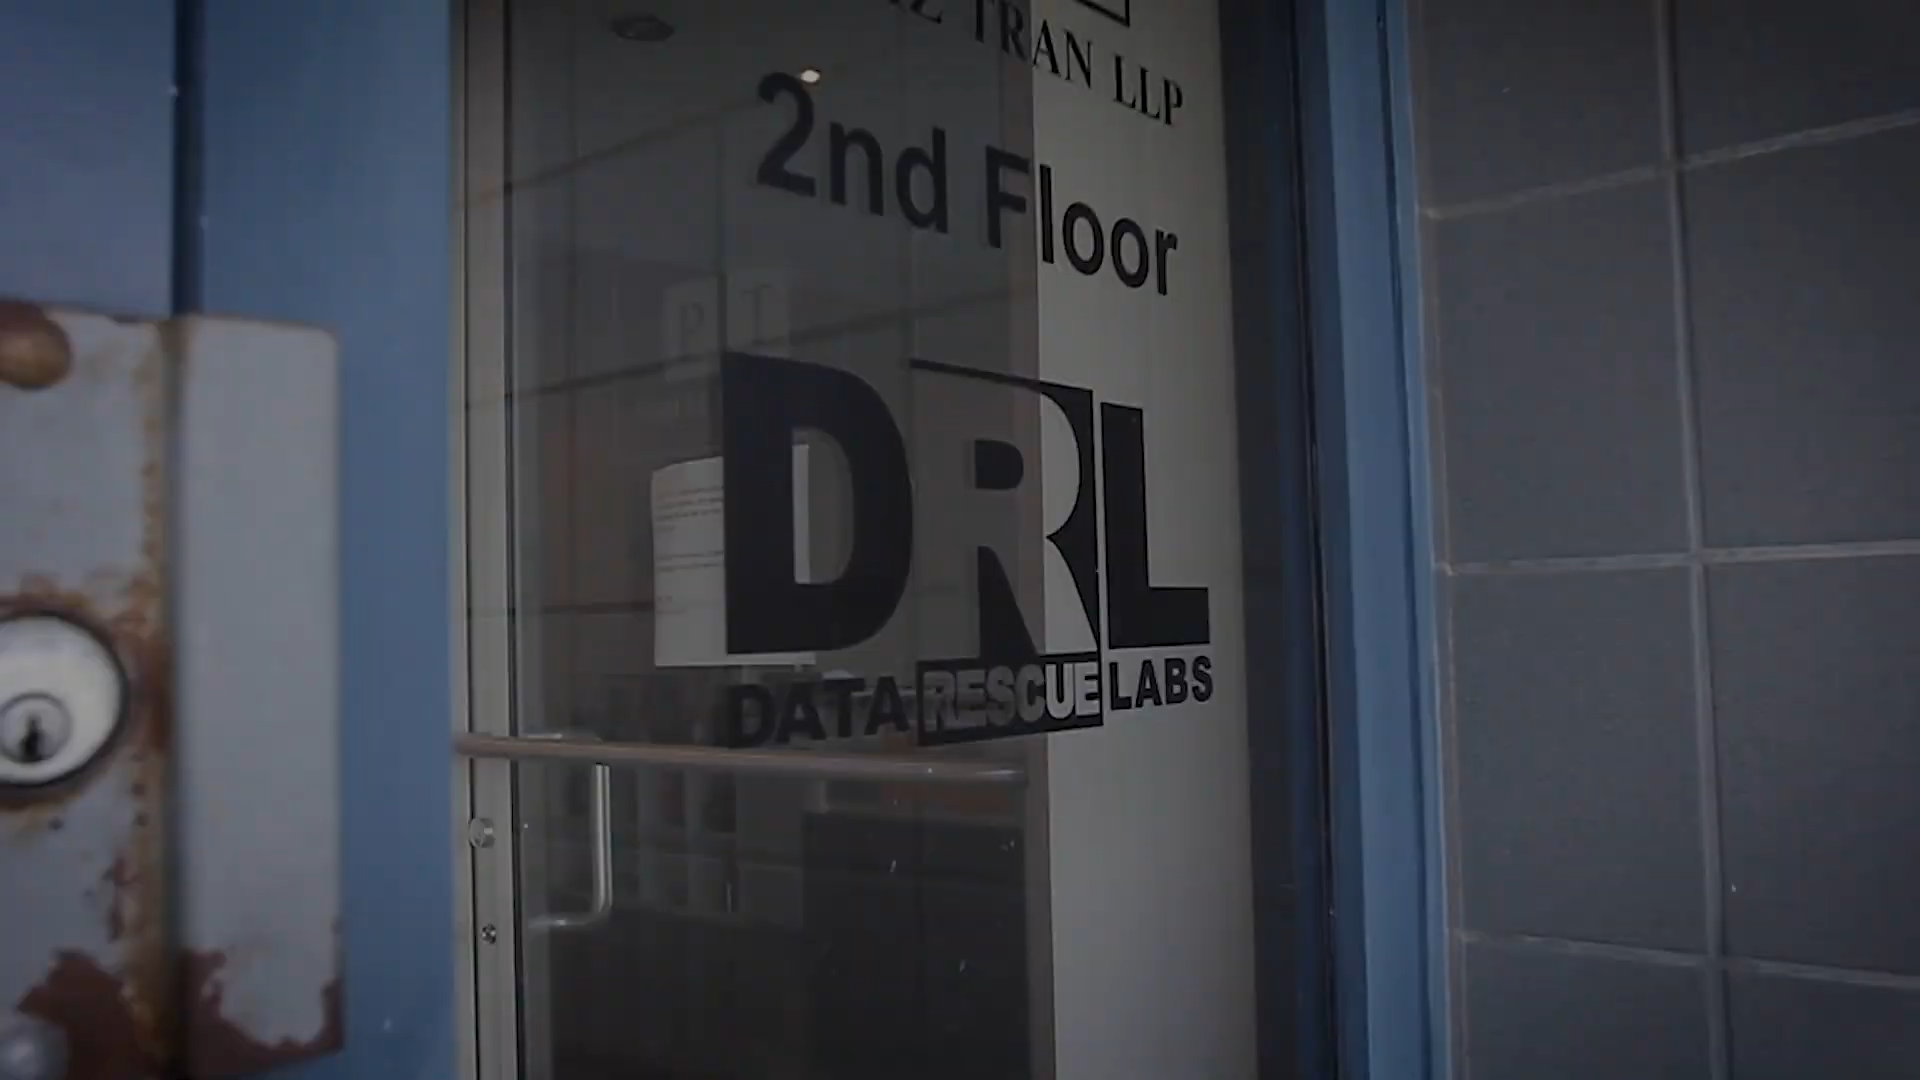 TRAN LLP
2nd Floor
P T
DRL
DATA RESCUE LABS